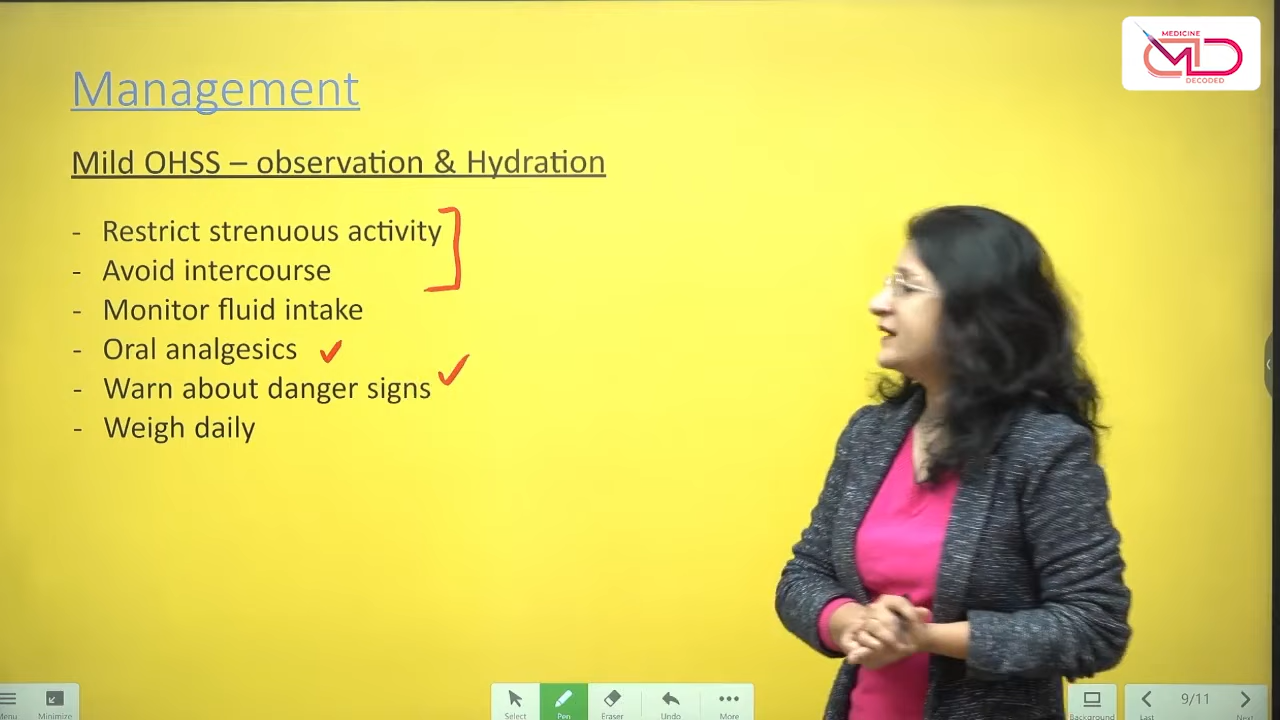 MEDICINE
MD
DECODED
Management
Mild OHSS – observation & Hydration
- Restrict strenuous activity
- Avoid intercourse
- Monitor fluid intake
- Oral analgesics
- Warn about danger signs
- Weigh daily
Menu
Minimize
Select
Pen
Eraser
Undo
More
Background
Last
9/11
Next